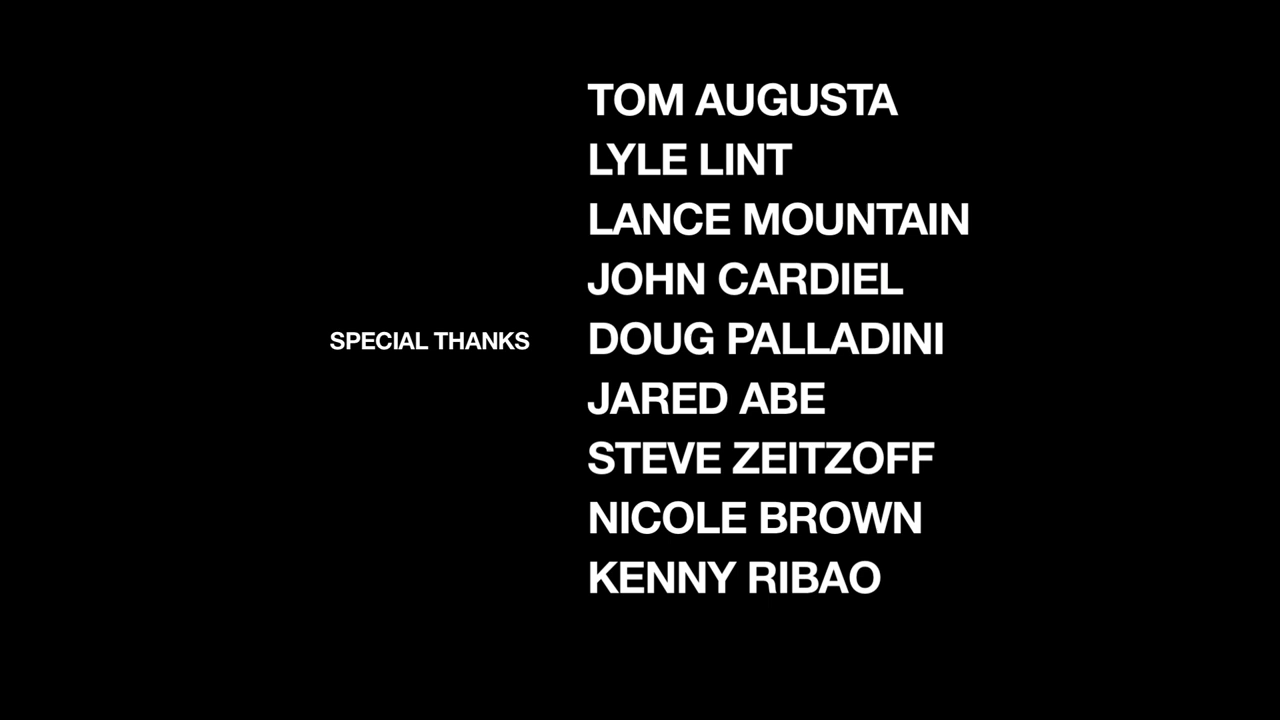 TOM AUGUSTA
LYLE LINT
LANCE MOUNTAIN
JOHN CARDIEL
SPECIAL THANKS DOUG PALLADINI
JARED ABE
STEVE ZEITZOFF
NICOLE BROWN
KENNY RIBAO